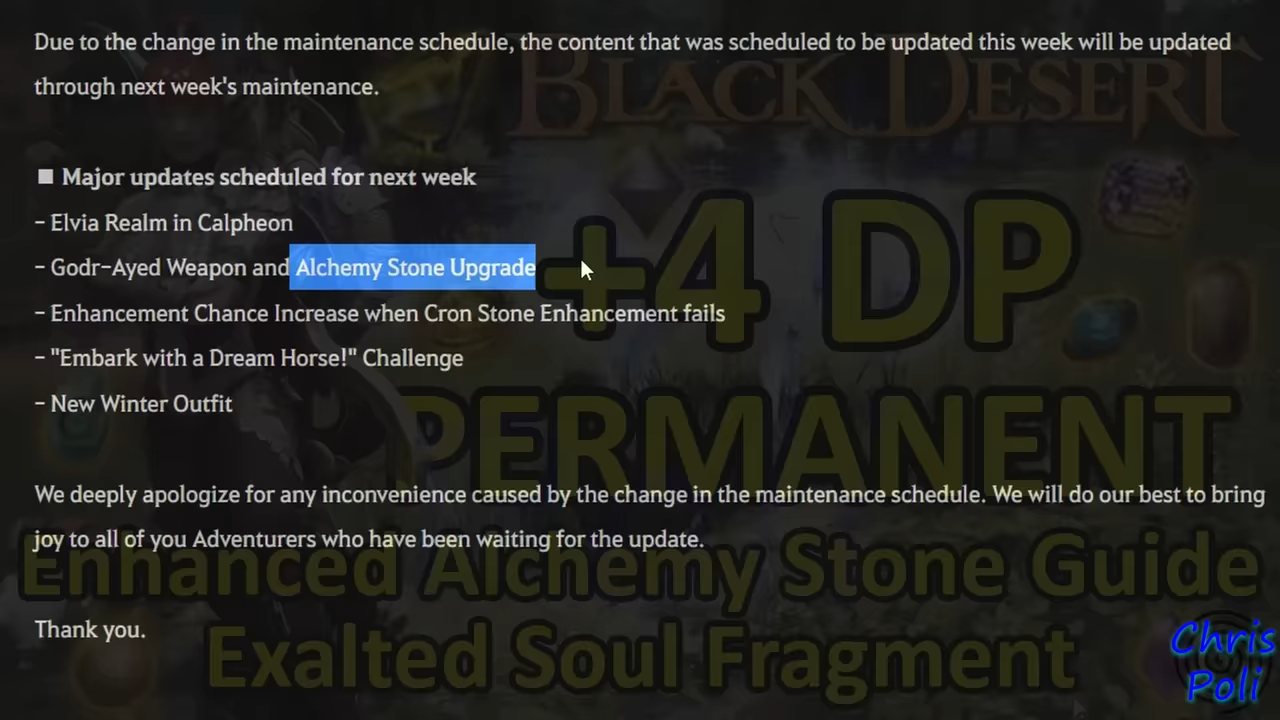 Due to the change in the maintenance schedule, the content that was scheduled to be updated this week will be updated
through next week's maintenance.
BLACK DESERT
■ Major updates scheduled for next week
- Elvia Realm in Calpheon
- Godr-Ayed Weapon and Alchemy Stone Upgrade
+4 DP
- Enhancement Chance Increase when Cron Stone Enhancement fails
- "Embark with a Dream Horse!" Challenge
- New Winter Outfit
PERMANENT
We deeply apologize for any inconvenience caused by the change in the maintenance schedule. We will do our best to bring
joy to all of you Adventurers who have been waiting for the update.
Enhanced Alchemy Stone Guide
Thank you.
Exalted Soul Fragment
Chris
Poli